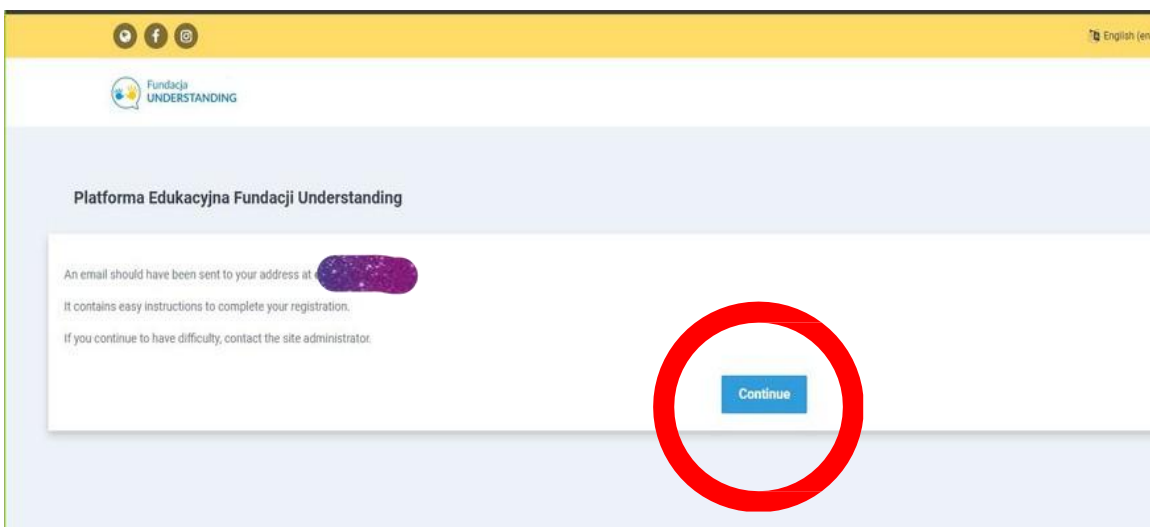 English (en
Fundacja
UNDERSTANDING
Platforma Edukacyjna Fundacji Understanding
An email should have been sent to your address at
It contains easy instructions to complete your registration.
If you continue to have difficulty, contact the site administrator.
Continue